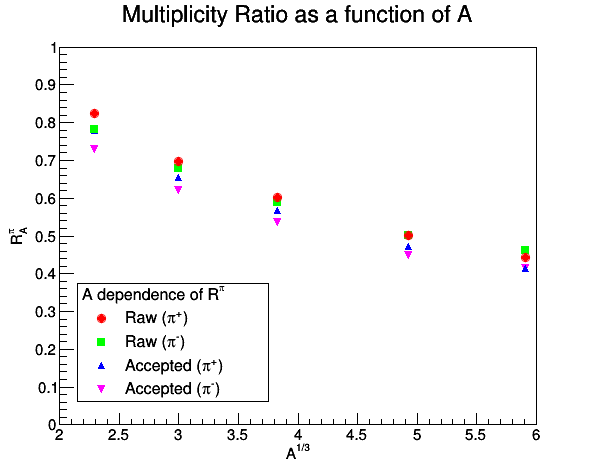 Multiplicity Ratio as a function of A
R_A^π
1
0.9
0.8
0.7
0.6
0.5
0.4
0.3
0.2
0.1
0
A dependence of R^π
Raw (π⁺)
Raw (π⁻)
Accepted (π⁺)
Accepted (π⁻)
2 2.5 3 3.5 4 4.5 5 5.5 6
A^1/3